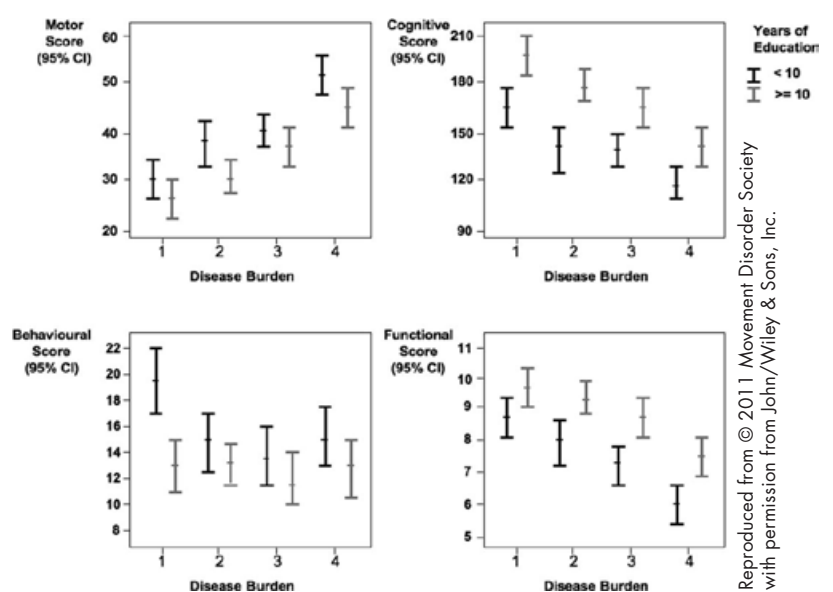 Motor
Score
(95% CI)
60
50
40
30
20
1 2 3 4
Disease Burden
Cognitive
Score
(95% CI)
210
180
150
120
90
1 2 3 4
Disease Burden
Years of
Education
< 10
>= 10
Behavioural
Score
(95% CI)
22
20
18
16
14
12
10
8
1 2 3 4
Disease Burden
Functional
Score
(95% CI)
11
10
9
8
7
6
5
1 2 3 4
Disease Burden
Reproduced from © 2011 Movement Disorder Society
with permission from John/Wiley & Sons, Inc.